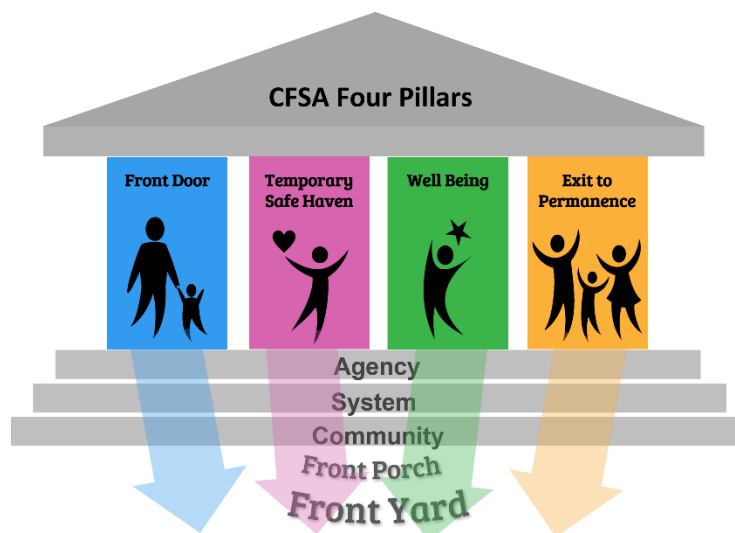 CFSA Four Pillars
Front Door
Temporary
Safe Haven
Well Being
Exit to
Permanence
Agency
System
Community
Front Porch
Front Yard